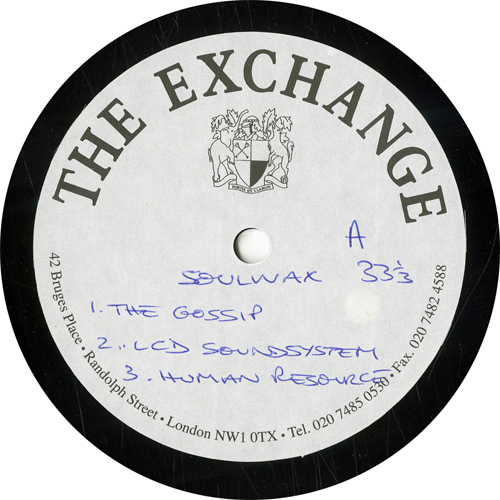 THE EXCHANGE
A
SOULWAX 33⅓
1. THE GOSSIP
2. LCD SOUNDSYSTEM
3. HUMAN RESOURCE
42 Bruges Place • Randolph Street • London NW1 0TX • Tel. 020 7485 0530 • Fax. 020 7482 4588